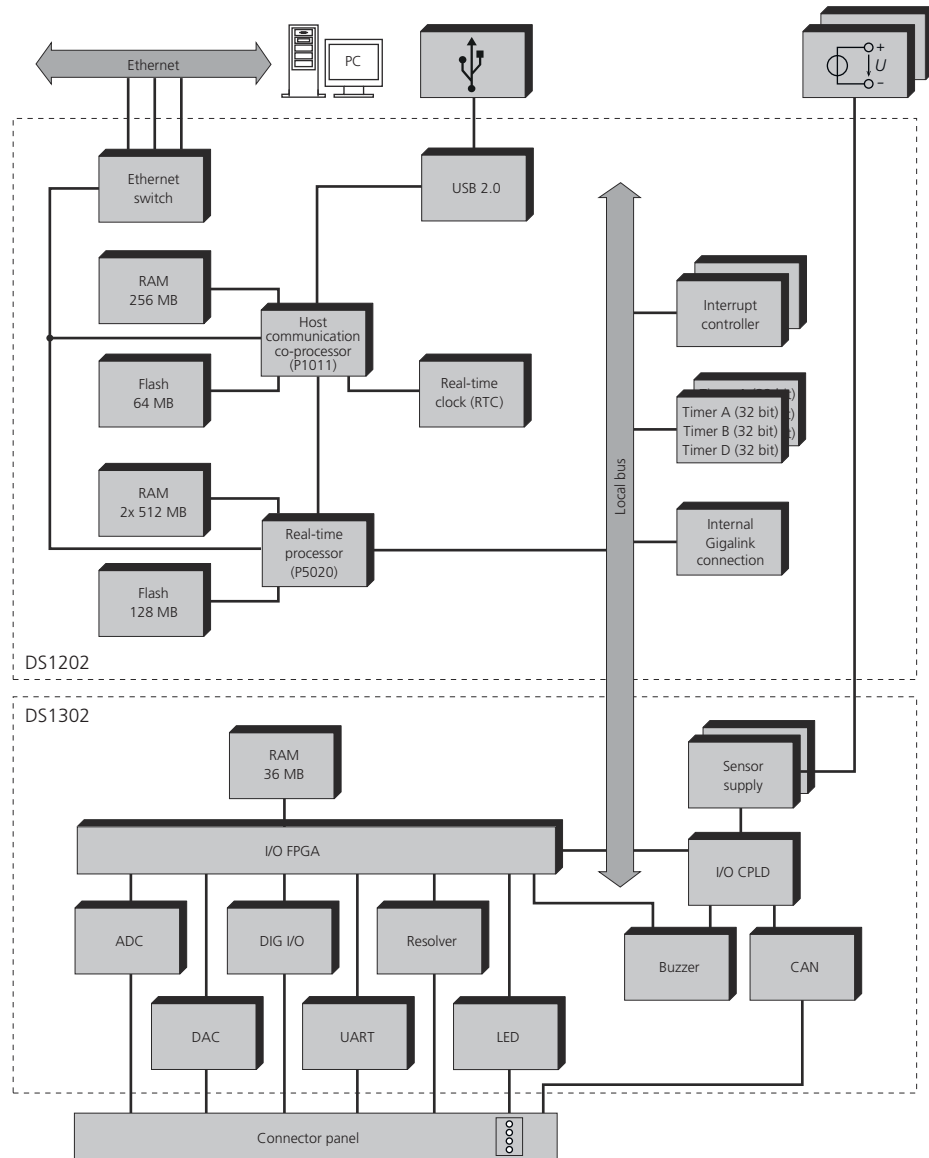 Ethernet
PC
U
+
−
Ethernet
switch
USB 2.0
RAM
256 MB
Host
communication
co-processor
(P1011)
Interrupt
controller
Flash
64 MB
Real-time
clock (RTC)
Timer A (32 bit)
Timer B (32 bit)
Timer D (32 bit)
Local bus
RAM
2x 512 MB
Real-time
processor
(P5020)
Internal
Gigalink
connection
Flash
128 MB
DS1202
DS1302
RAM
36 MB
Sensor
supply
I/O FPGA
I/O CPLD
ADC
DIG I/O
Resolver
Buzzer
CAN
DAC
UART
LED
Connector panel